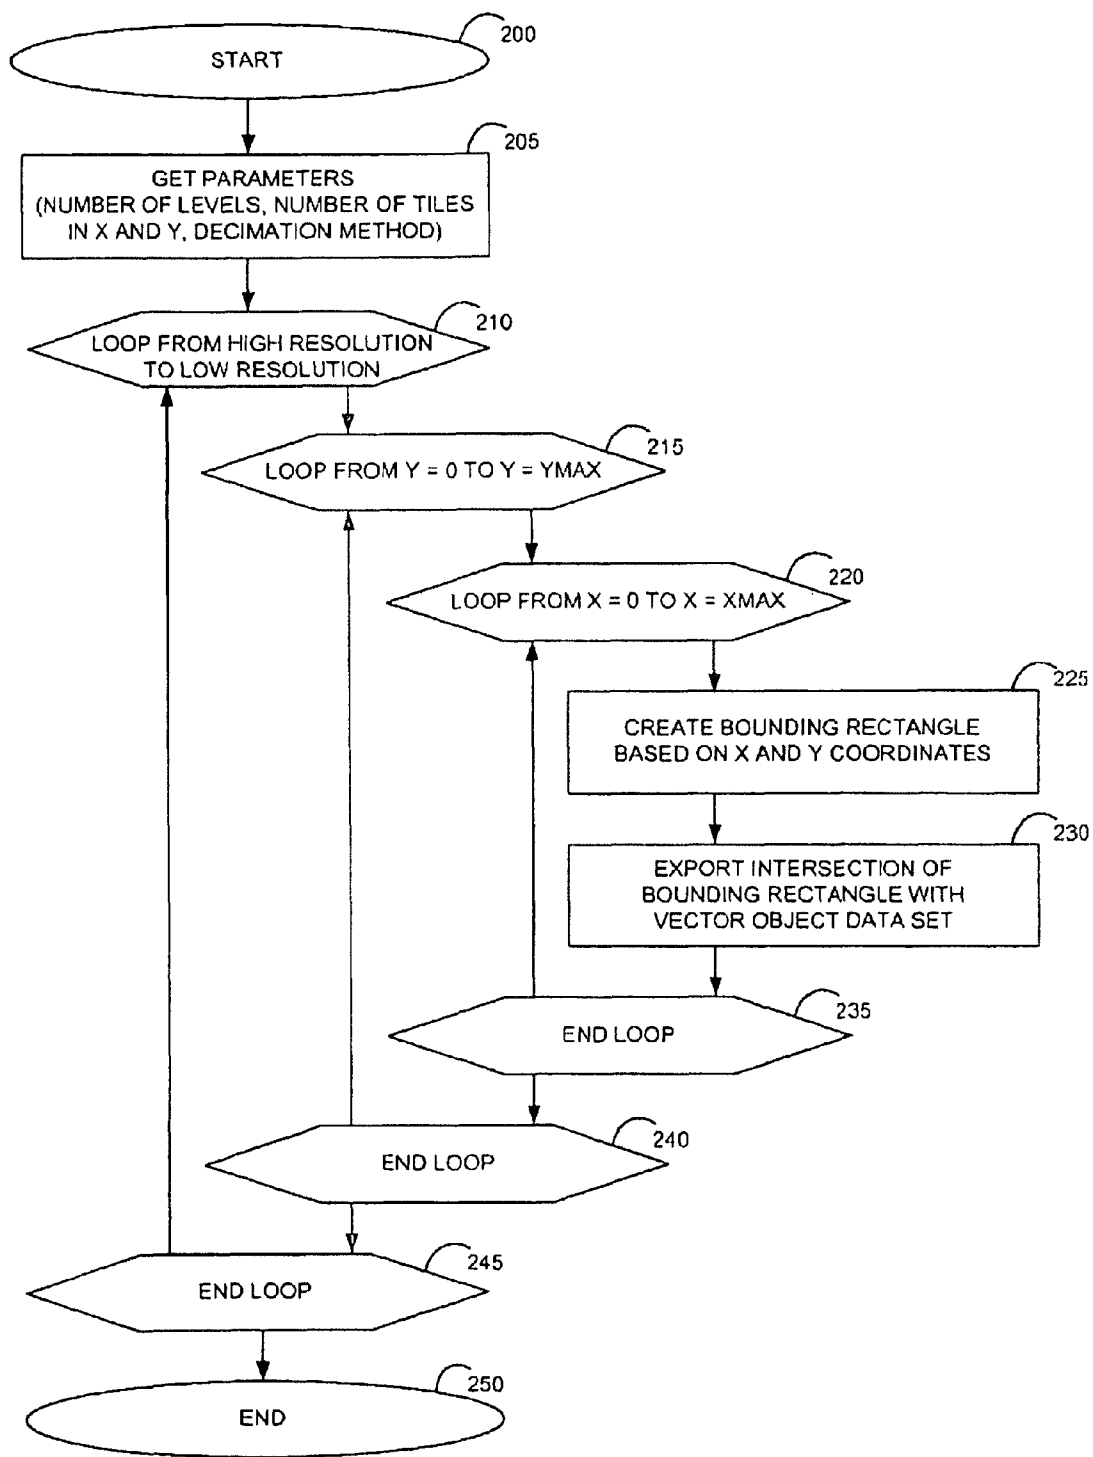 200
START
205
GET PARAMETERS
(NUMBER OF LEVELS, NUMBER OF TILES
IN X AND Y, DECIMATION METHOD)
210
LOOP FROM HIGH RESOLUTION
TO LOW RESOLUTION
215
LOOP FROM Y = 0 TO Y = YMAX
220
LOOP FROM X = 0 TO X = XMAX
225
CREATE BOUNDING RECTANGLE
BASED ON X AND Y COORDINATES
230
EXPORT INTERSECTION OF
BOUNDING RECTANGLE WITH
VECTOR OBJECT DATA SET
235
END LOOP
240
END LOOP
245
END LOOP
250
END